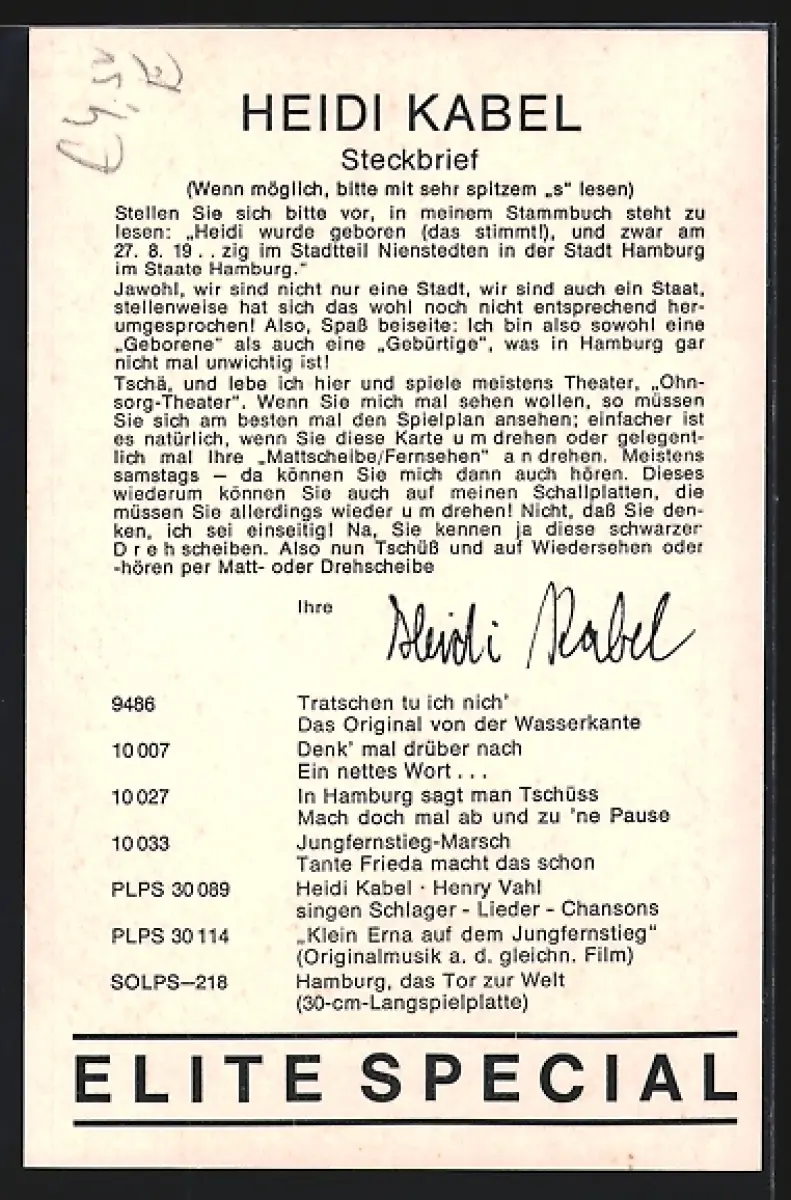 HEIDI KABEL
Steckbrief
(Wenn möglich, bitte mit sehr spitzem „s“ lesen)
Stellen Sie sich bitte vor, in meinem Stammbuch steht zu
lesen: „Heidi wurde geboren (das stimmt!), und zwar am
27. 8. 19 . . zig im Stadtteil Nienstedten in der Stadt Hamburg
im Staate Hamburg.“
Jawohl, wir sind nicht nur eine Stadt, wir sind auch ein Staat,
stellenweise hat sich das wohl noch nicht entsprechend her-
umgesprochen! Also, Spaß beiseite: Ich bin also sowohl eine
„Geborene“ als auch eine „Gebürtige“, was in Hamburg gar
nicht mal unwichtig ist!
Tschä, und lebe ich hier und spiele meistens Theater, „Ohn-
sorg-Theater“. Wenn Sie mich mal sehen wollen, so müssen
Sie sich am besten mal den Spielplan ansehen; einfacher ist
es natürlich, wenn Sie diese Karte u m drehen oder gelegent-
lich mal Ihre „Mattscheibe/Fernsehen“ a n drehen. Meistens
samstags — da können Sie mich dann auch hören. Dieses
wiederum können Sie auch auf meinen Schallplatten, die
müssen Sie allerdings wieder u m drehen! Nicht, daß Sie den-
ken, ich sei einseitig! Na, Sie kennen ja diese schwarzer
D r e h scheiben. Also nun Tschüß und auf Wiedersehen oder
-hören per Matt- oder Drehscheibe
Ihre Heidi Kabel
9486 Tratschen tu ich nich'
Das Original von der Wasserkante
10 007 Denk' mal drüber nach
Ein nettes Wort . . .
10 027 In Hamburg sagt man Tschüss
Mach doch mal ab und zu 'ne Pause
10 033 Jungfernstieg-Marsch
Tante Frieda macht das schon
PLPS 30 089 Heidi Kabel · Henry Vahl
singen Schlager - Lieder - Chansons
PLPS 30 114 „Klein Erna auf dem Jungfernstieg“
(Originalmusik a. d. gleichn. Film)
SOLPS—218 Hamburg, das Tor zur Welt
(30-cm-Langspielplatte)
ELITE SPECIAL